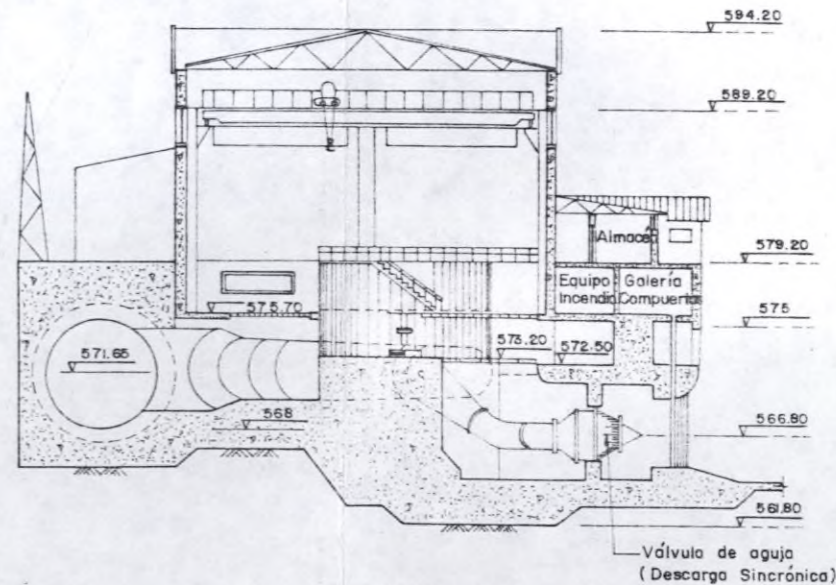 594.20
589.20
Almacé
579.20
Equipo
Incendio
Galería
Compuertas
575.70
575
573.20
572.50
571.65
568
566.80
561.80
Válvula de aguja
(Descarga Sincrónica)